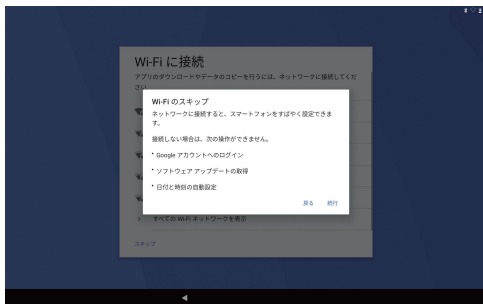 Wi-Fi に接続
アプリのダウンロードやデータのコピーを行うには、ネットワークに接続してくだ
さい
Wi-Fi のスキップ
ネットワークに接続すると、スマートフォンをすばやく設定できま
す。
接続しない場合は、次の操作ができません。
• Google アカウントへのログイン
• ソフトウェア アップデートの取得
• 日付と時刻の自動設定
戻る 続行
すべての Wi-Fi ネットワークを表示
スキップ